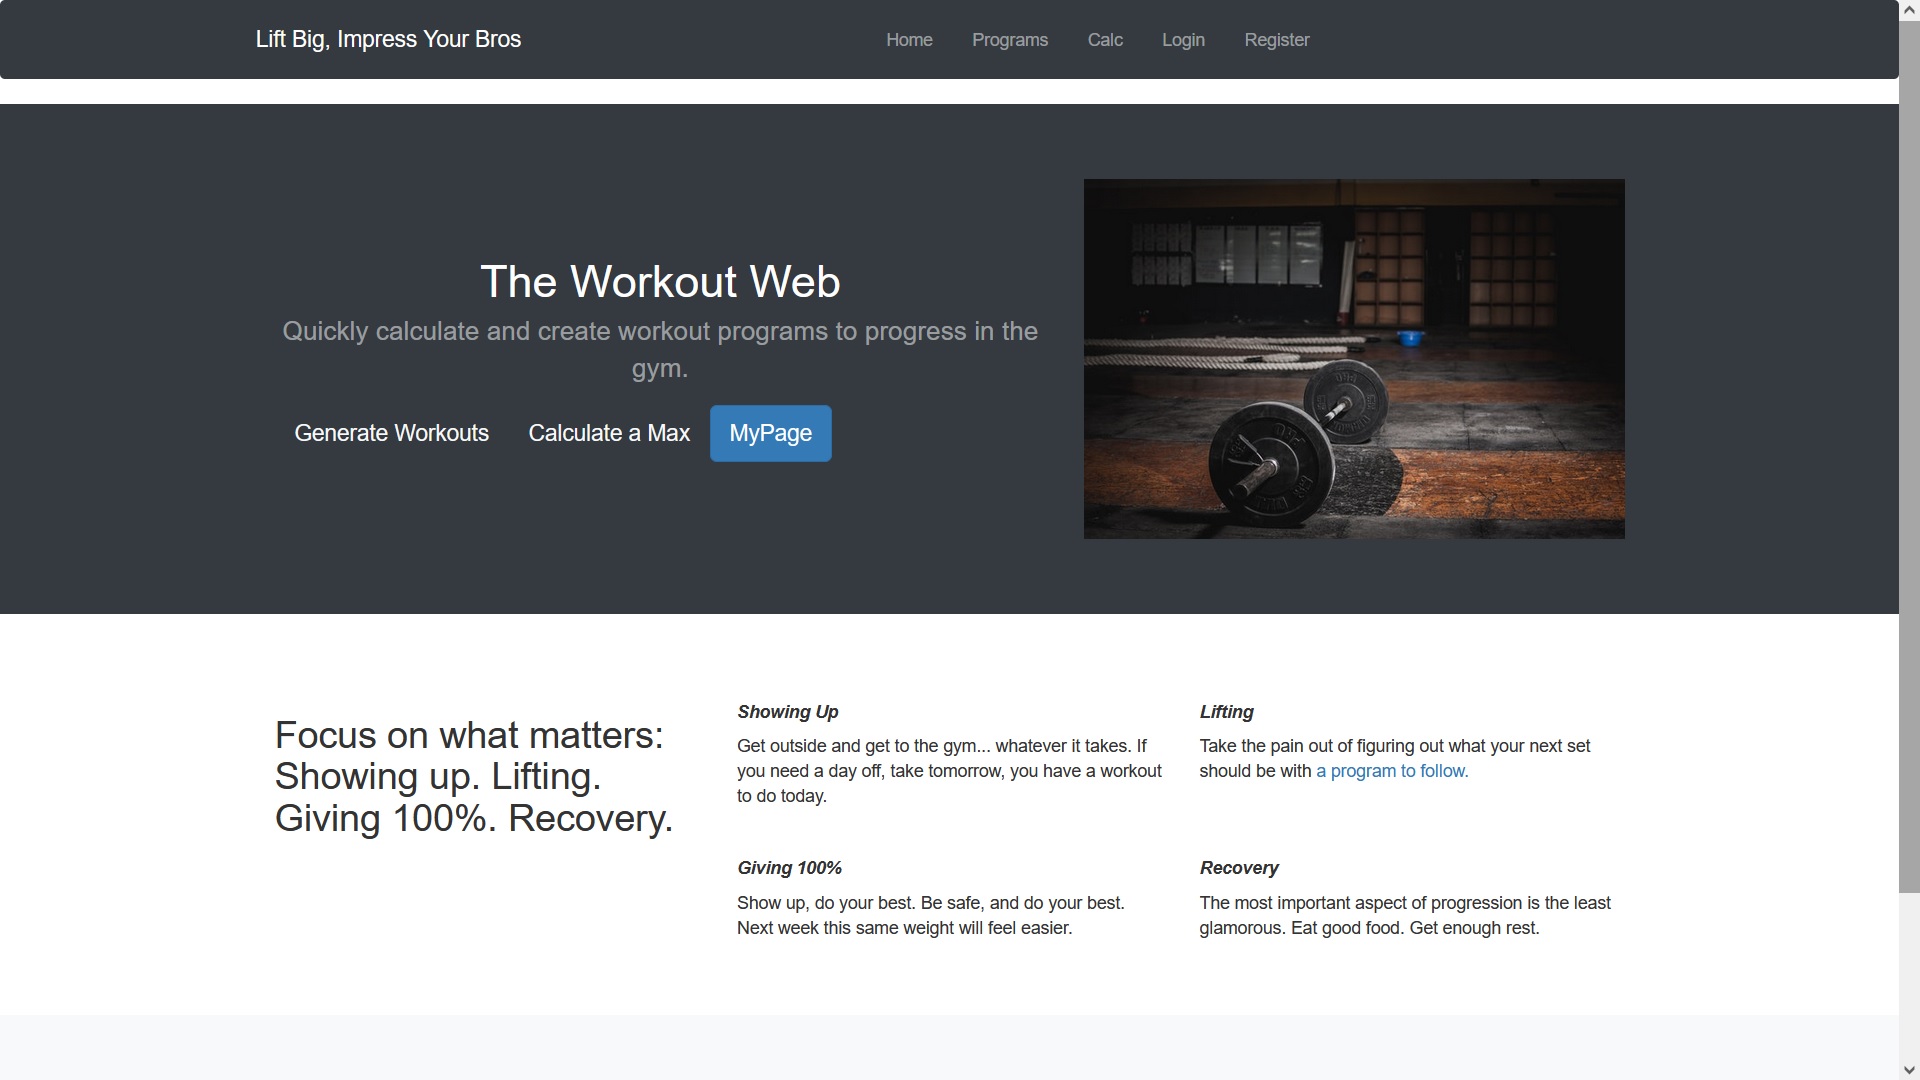 Lift Big, Impress Your Bros
Home Programs Calc Login Register
The Workout Web
Quickly calculate and create workout programs to progress in the
gym.
Generate Workouts Calculate a Max MyPage
Focus on what matters:
Showing up. Lifting.
Giving 100%. Recovery.
Showing Up
Get outside and get to the gym... whatever it takes. If
you need a day off, take tomorrow, you have a workout
to do today.
Lifting
Take the pain out of figuring out what your next set
should be with a program to follow.
Giving 100%
Show up, do your best. Be safe, and do your best.
Next week this same weight will feel easier.
Recovery
The most important aspect of progression is the least
glamorous. Eat good food. Get enough rest.